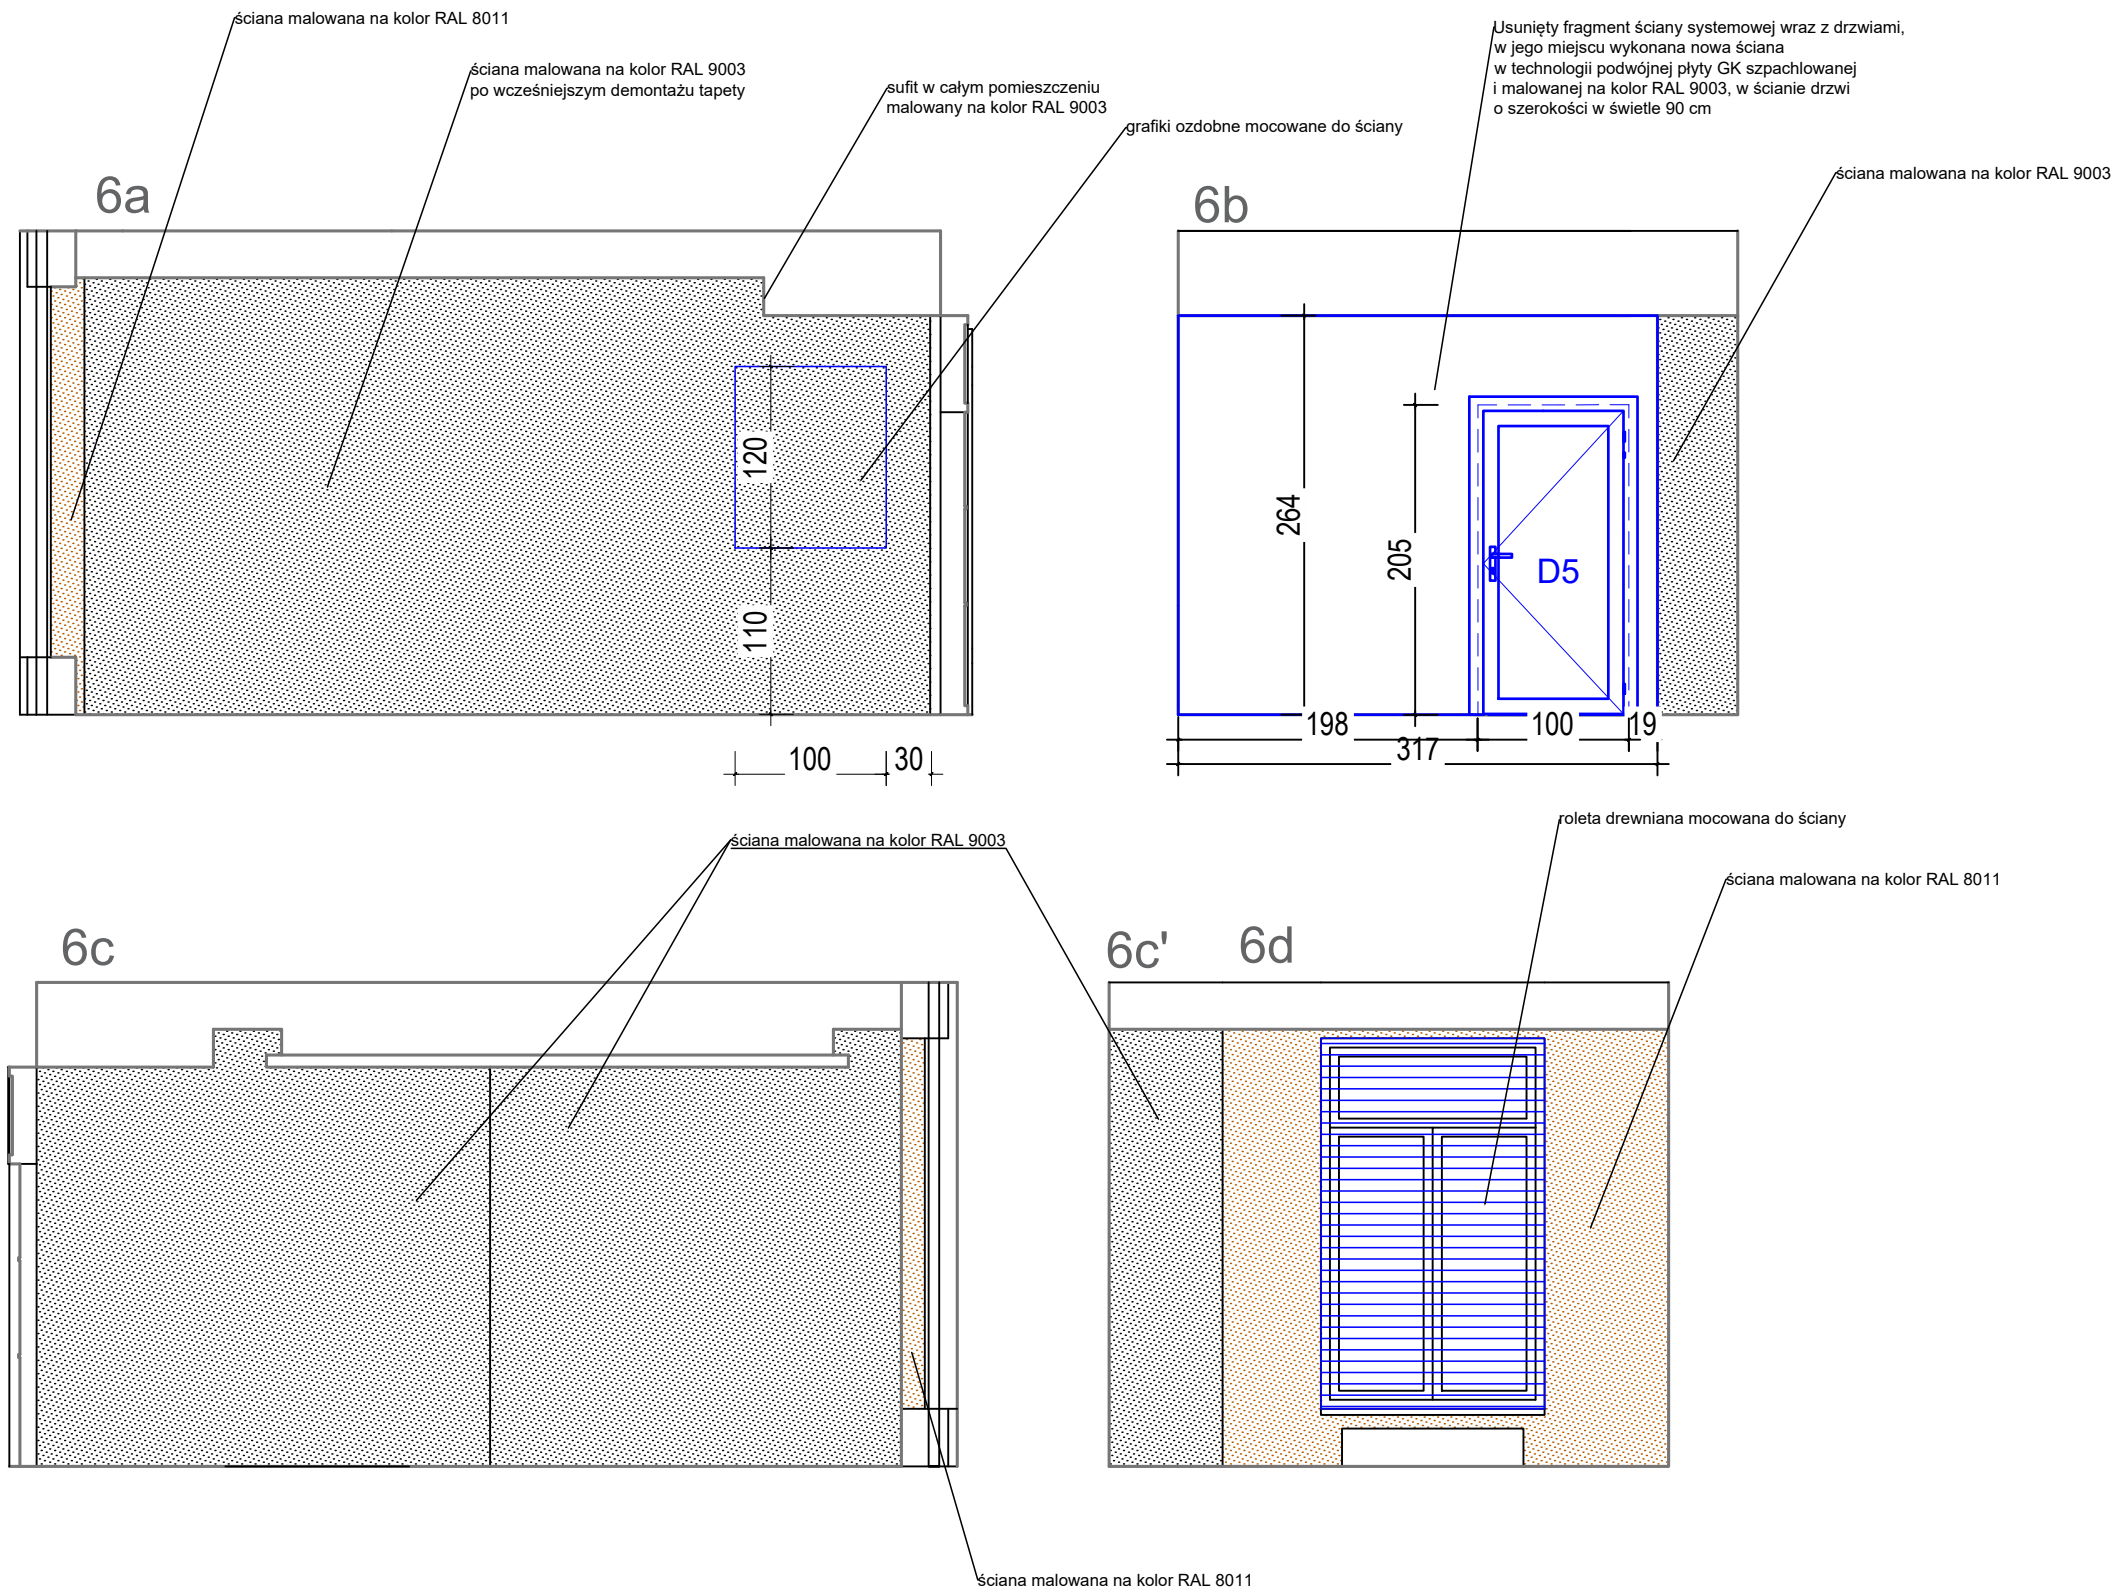 ściana malowana na kolor RAL 8011
ściana malowana na kolor RAL 9003
po wcześniejszym demontażu tapety
sufit w całym pomieszczeniu
malowany na kolor RAL 9003
grafiki ozdobne mocowane do ściany
Usunięty fragment ściany systemowej wraz z drzwiami,
w jego miejscu wykonana nowa ściana
w technologii podwójnej płyty GK szpachlowanej
i malowanej na kolor RAL 9003, w ścianie drzwi
o szerokości w świetle 90 cm
ściana malowana na kolor RAL 9003
6a
6b
120
110
100
30
264
205
D5
198
100
19
317
ściana malowana na kolor RAL 9003
roleta drewniana mocowana do ściany
ściana malowana na kolor RAL 8011
6c
6c'
6d
ściana malowana na kolor RAL 8011